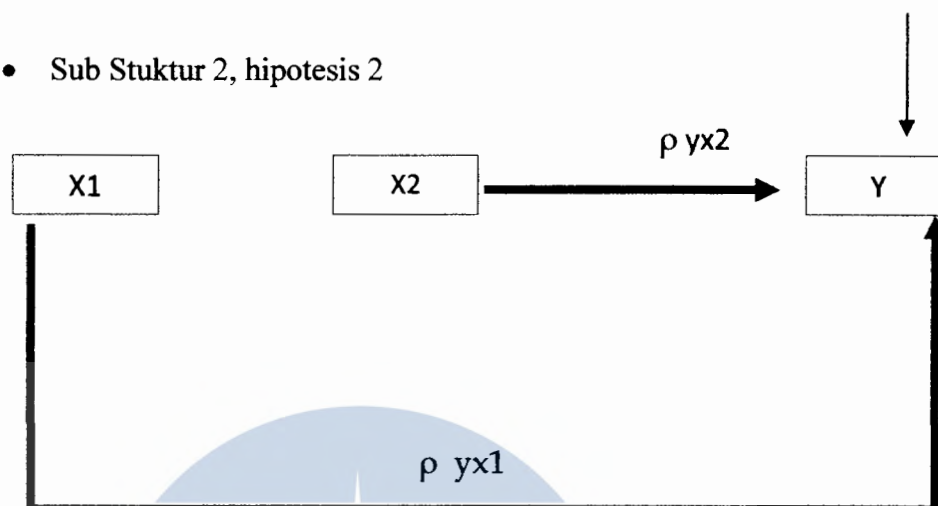 • Sub Stuktur 2, hipotesis 2
ρ yx2
X1 X2 Y
ρ yx1